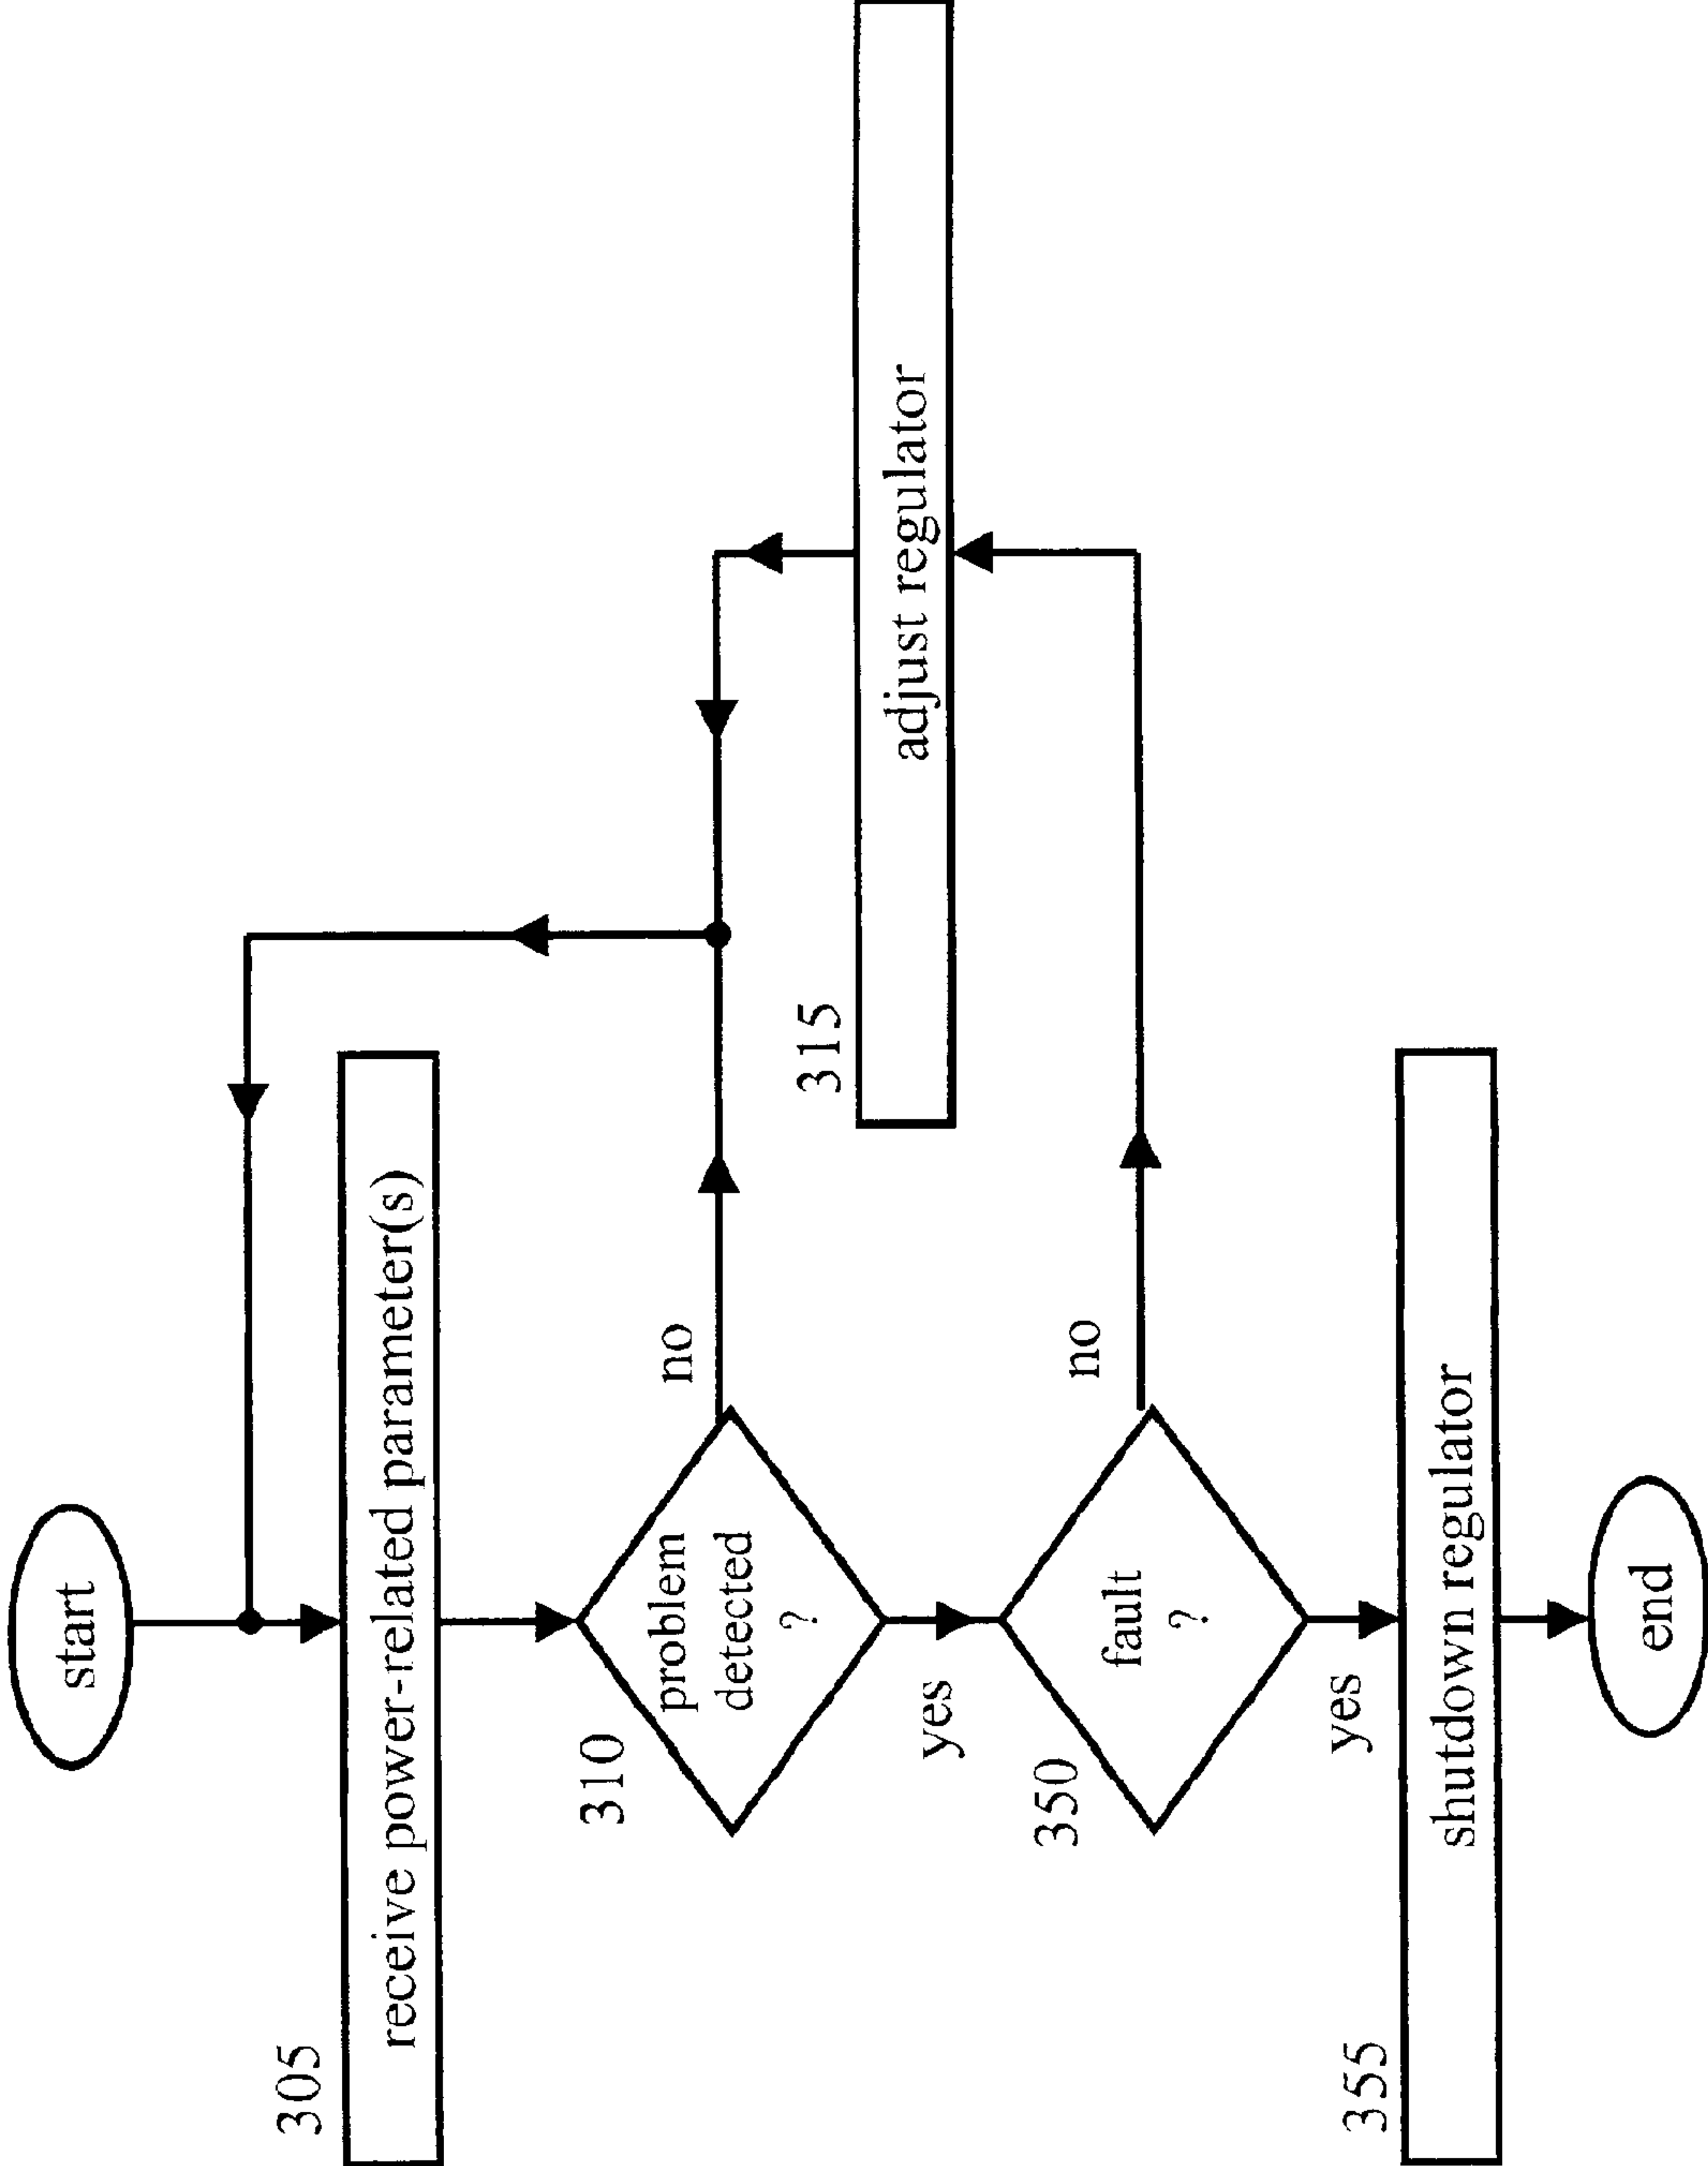 start
305
receive power-related parameter(s)
310
problem
detected
?
no
yes
315
adjust regulator
350
fault
?
no
yes
355
shutdown regulator
end